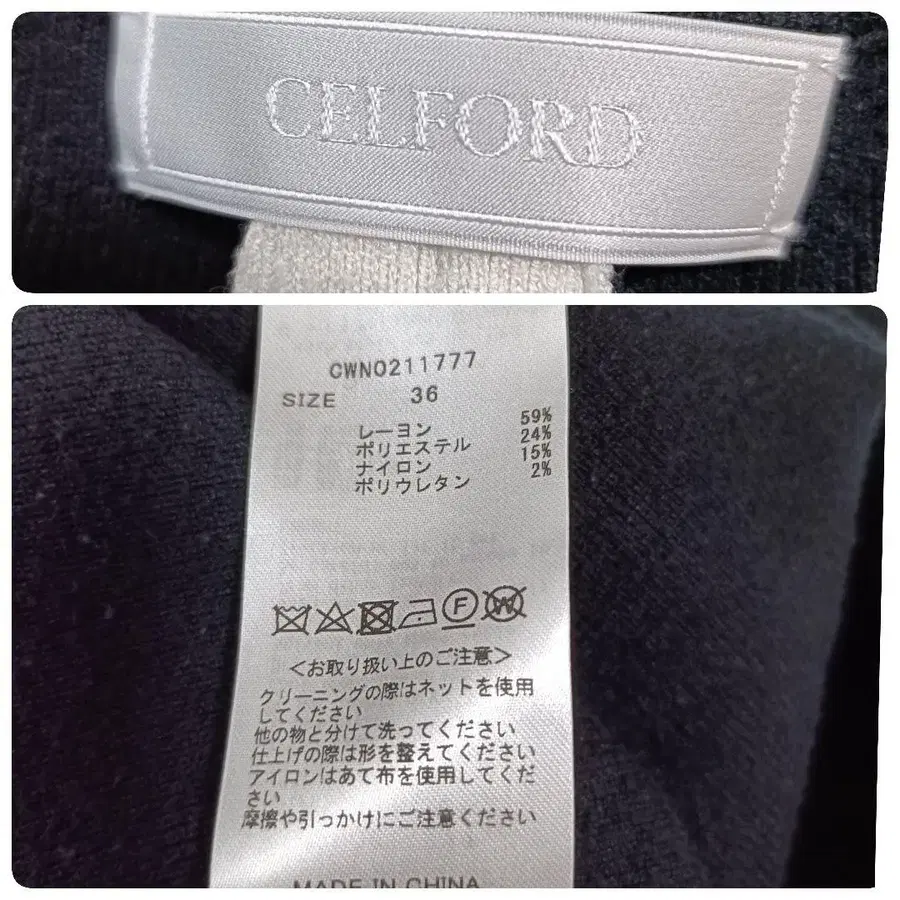 CELFORD
CWNO211777
SIZE 36
レーヨン 59%
ポリエステル 24%
ナイロン 15%
ポリウレタン 2%
F W
<お取り扱い上のご注意>
クリーニングの際はネットを使用
してください
他の物と分けて洗ってください
仕上げの際は形を整えてください
アイロンはあて布を使用してくだ
さい
摩擦や引っかけにご注意ください
MADE IN CHINA